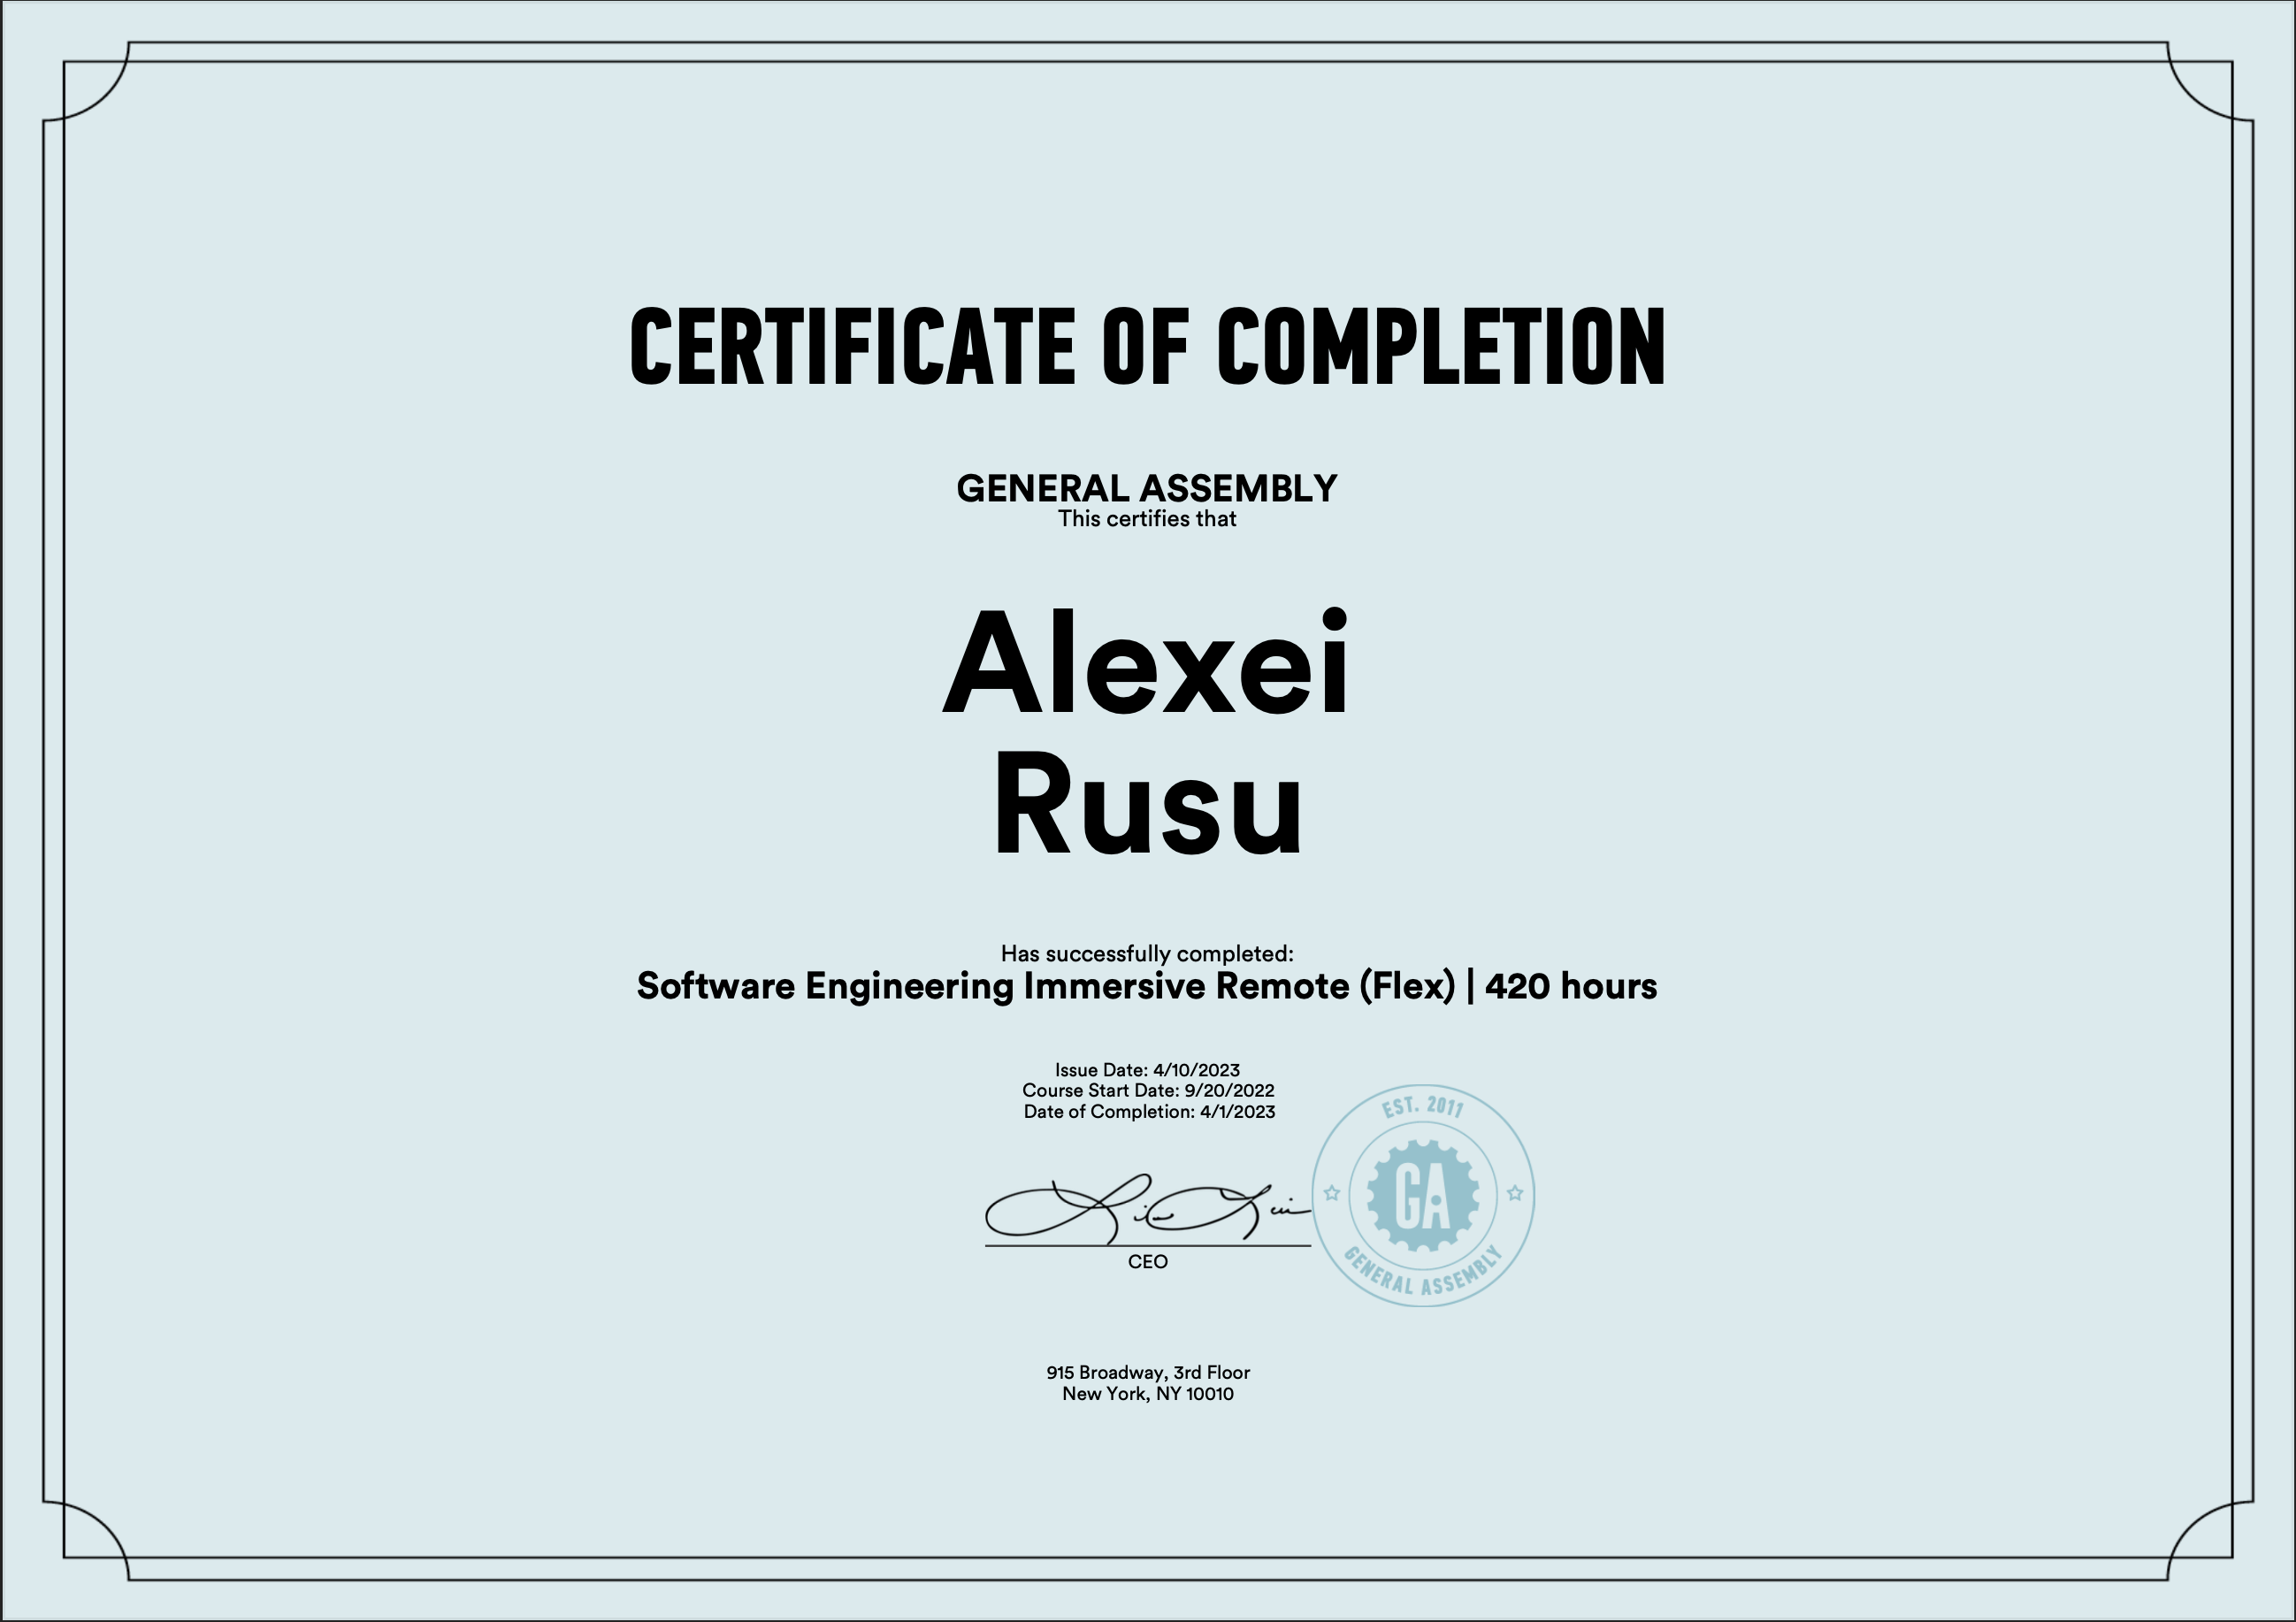 CERTIFICATE OF COMPLETION
GENERAL ASSEMBLY
This certifies that
Alexei
Rusu
Has successfully completed:
Software Engineering Immersive Remote (Flex) | 420 hours
Issue Date: 4/10/2023
Course Start Date: 9/20/2022
Date of Completion: 4/1/2023
EST. 2011
GA
GENERAL ASSEMBLY
CEO
915 Broadway, 3rd Floor
New York, NY 10010